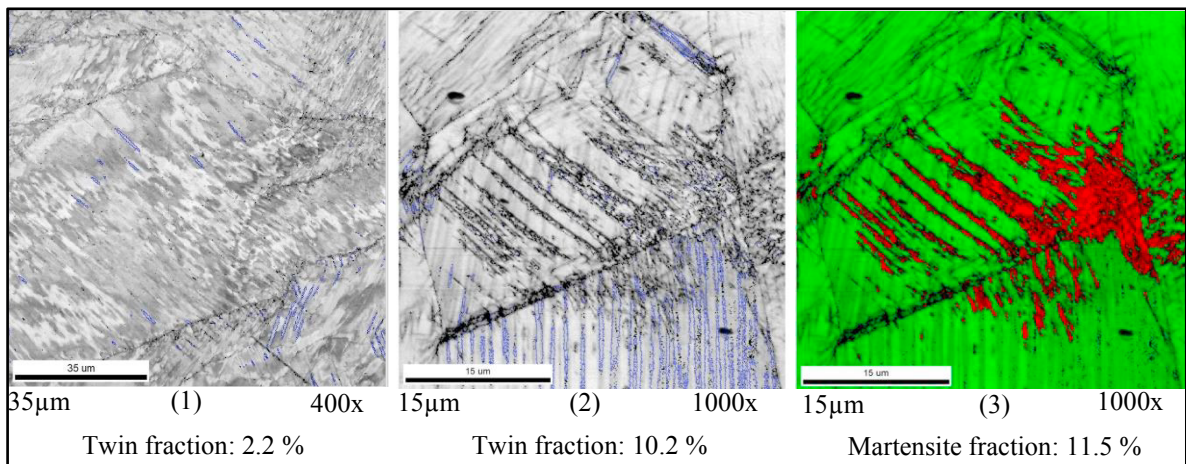 35 um
15 um
15 um
35µm (1) 400x
15µm (2) 1000x
15µm (3) 1000x
Twin fraction: 2.2 %
Twin fraction: 10.2 %
Martensite fraction: 11.5 %